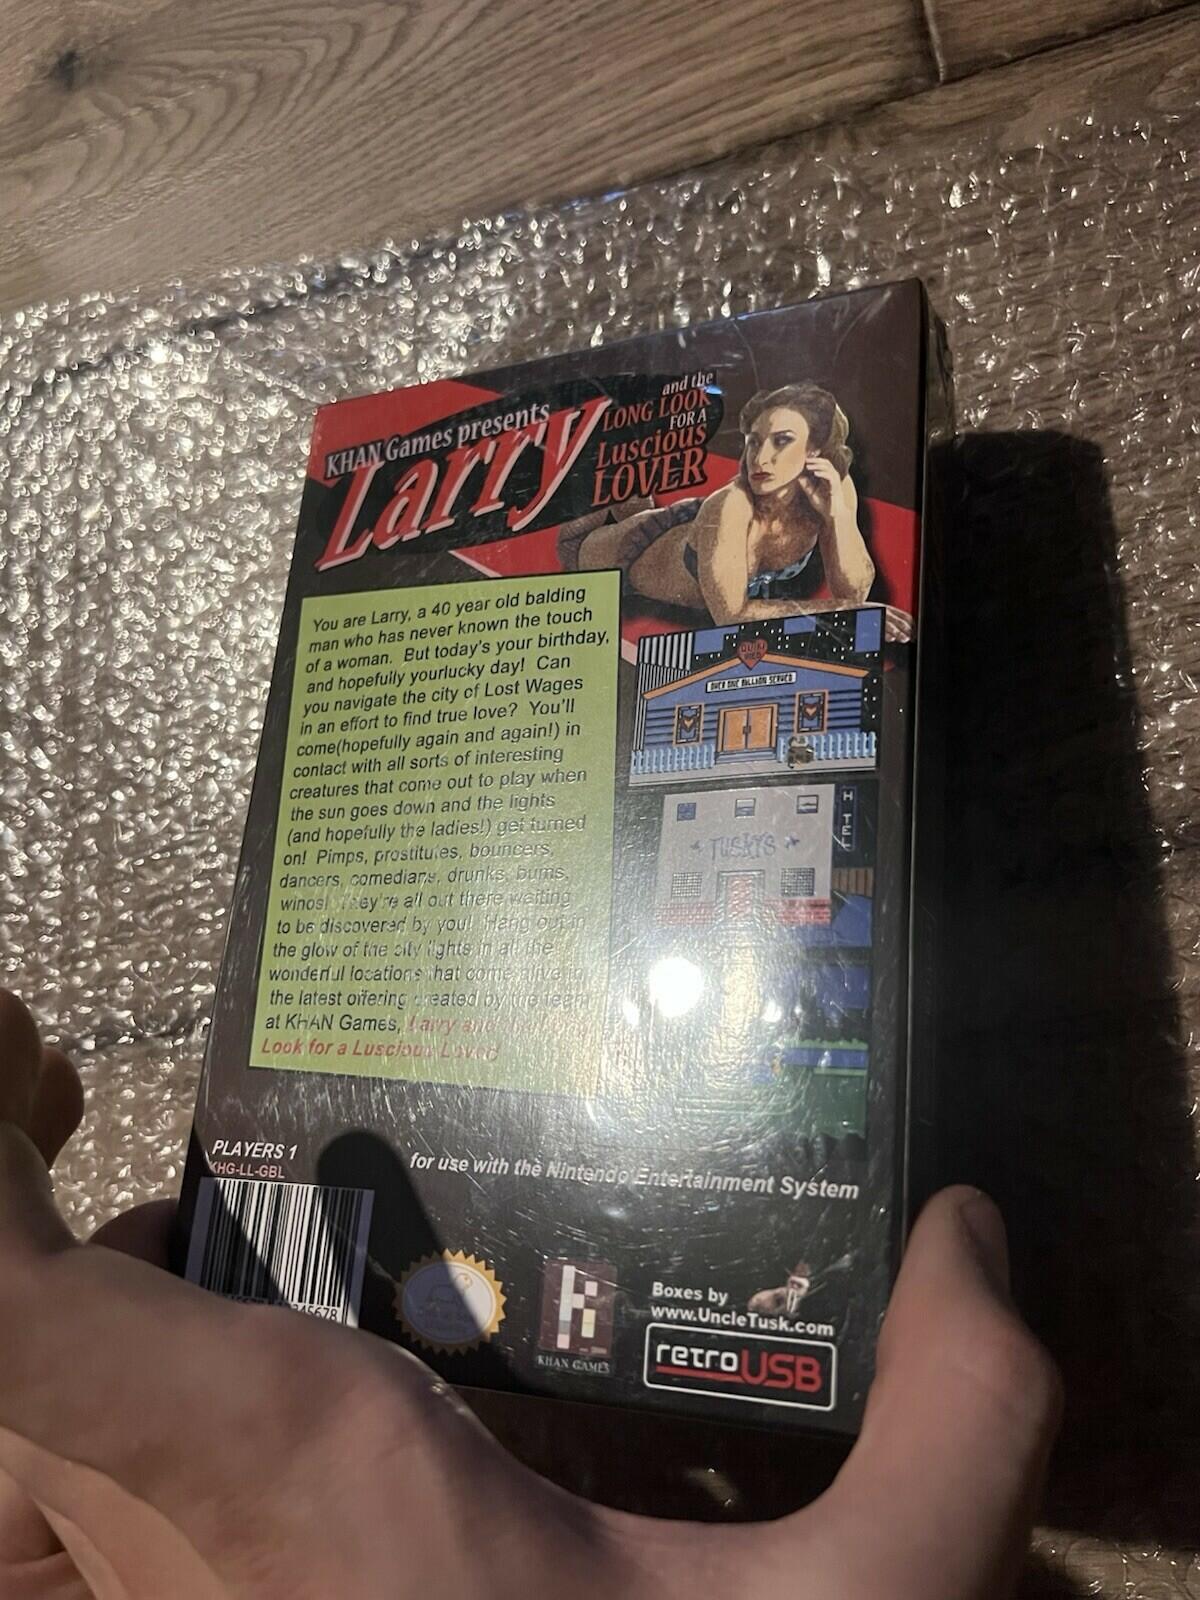 KHAN Games presents
Larry
and the
LONG LOOK
FOR A
Luscious
LOVER
You are Larry, a 40 year old balding
man who has never known the touch
of a woman. But today's your birthday,
and hopefully yourlucky day! Can
you navigate the city of Lost Wages
in an effort to find true love? You'll
come(hopefully again and again!) in
contact with all sorts of interesting
creatures that come out to play when
the sun goes down and the lights
(and hopefully the ladies!) get turned
on! Pimps, prostitutes, bouncers,
dancers, comedians, drunks, bums,
winos! They're all out there waiting
to be discovered by you! Hang out in
the glow of the city lights in all the
wonderful locations that come alive in
the latest offering created by the team
at KHAN Games, Larry and
Look for a Luscious Lover!
OVER ONE BILLION SERVED
H TEL
TUSK'S
PLAYERS 1
KHG-LL-GBL
for use with the Nintendo Entertainment System
345678
KHAN GAMES
Boxes by
www.UncleTusk.com
retroUSB